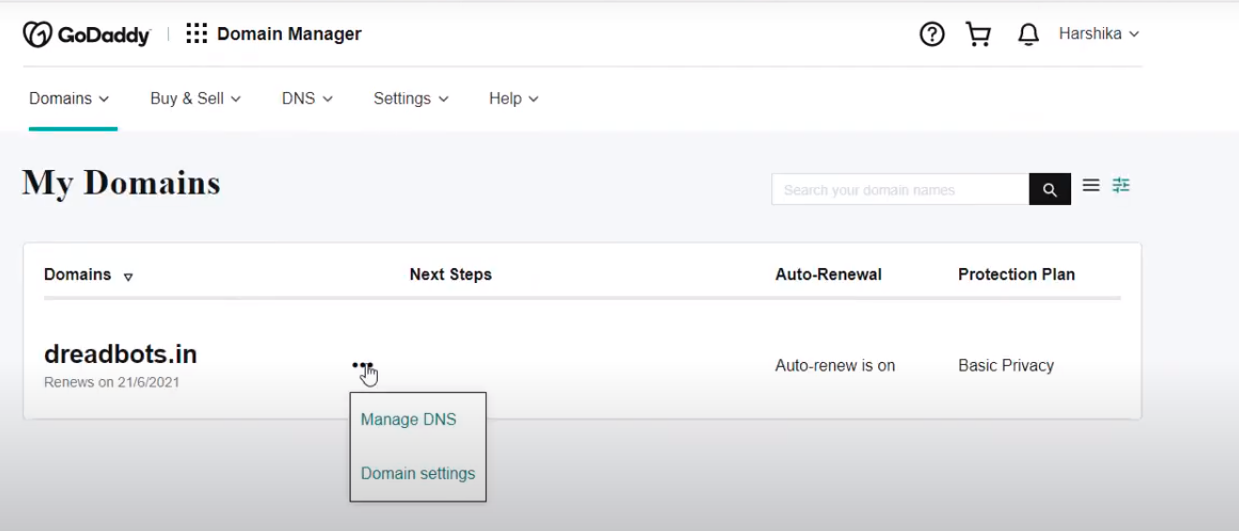 GoDaddy Domain Manager Harshika
Domains Buy & Sell DNS Settings Help
My Domains
Search your domain names
Domains Next Steps Auto-Renewal Protection Plan
dreadbots.in
Auto-renew is on Basic Privacy
Renews on 21/6/2021
Manage DNS
Domain settings